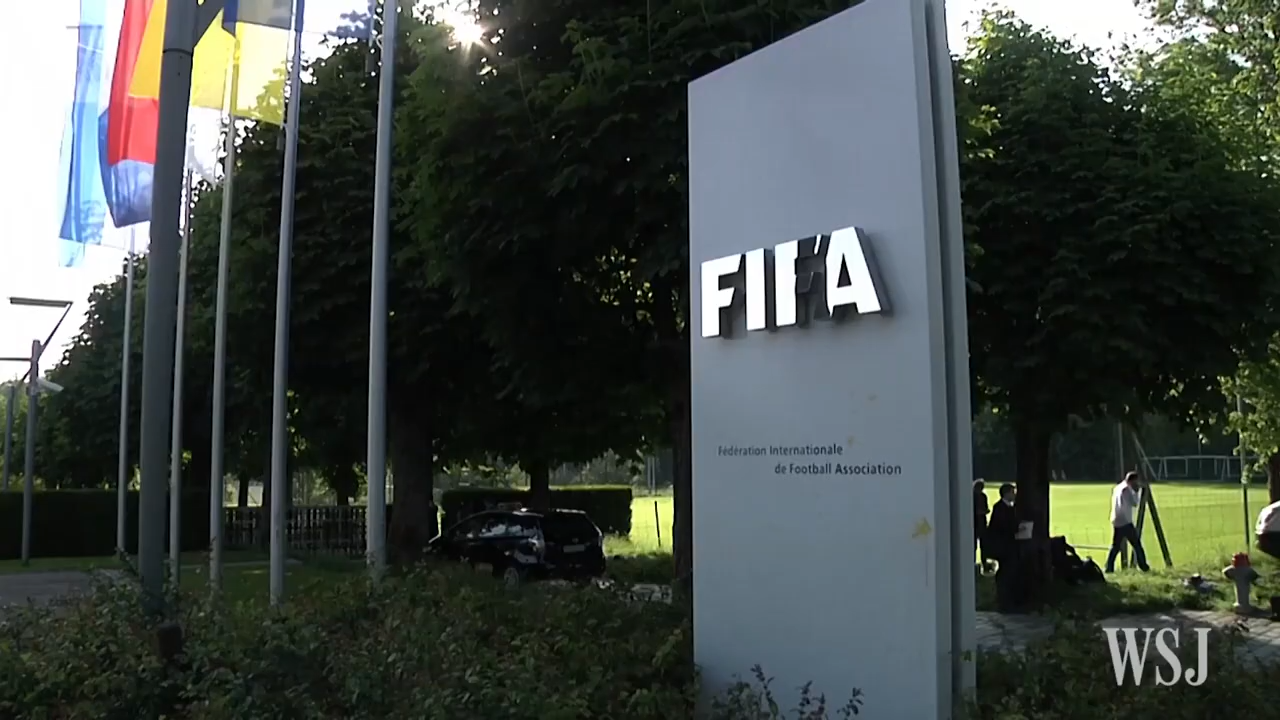 FIFA
Fédération Internationale
de Football Association
WSJ